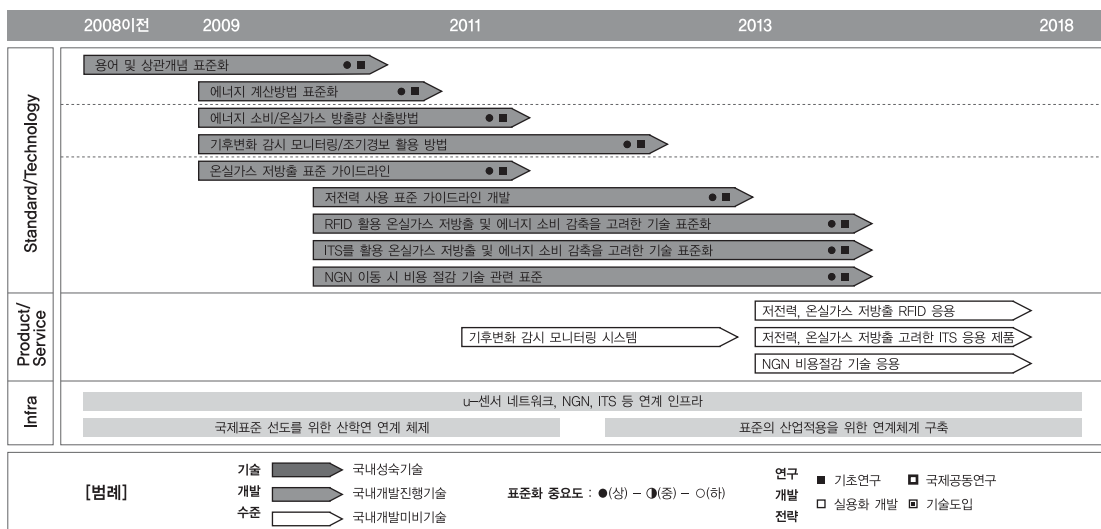 2008이전 2009 2011 2013 2018
Standard/Technology
용어 및 상관개념 표준화
에너지 계산방법 표준화
에너지 소비/온실가스 방출량 산출방법
기후변화 감시 모니터링/조기경보 활용 방법
온실가스 저방출 표준 가이드라인
저전력 사용 표준 가이드라인 개발
RFID 활용 온실가스 저방출 및 에너지 소비 감축을 고려한 기술 표준화
ITS를 활용 온실가스 저방출 및 에너지 소비 감축을 고려한 기술 표준화
NGN 이동 시 비용 절감 기술 관련 표준
Product/
Service
저전력, 온실가스 저방출 RFID 응용
기후변화 감시 모니터링 시스템
저전력, 온실가스 저방출 고려한 ITS 응용 제품
NGN 비용절감 기술 응용
Infra
u-센서 네트워크, NGN, ITS 등 연계 인프라
국제표준 선도를 위한 산학연 연계 체제
표준의 산업적용을 위한 연계체계 구축
[범례]
기술
개발
수준
국내성숙기술
국내개발진행기술
국내개발미비기술
표준화 중요도 : ●(상) – ◑(중) – ○(하)
연구
개발
전략
■ 기초연구 ◘ 국제공동연구
□ 실용화 개발 ▣ 기술도입